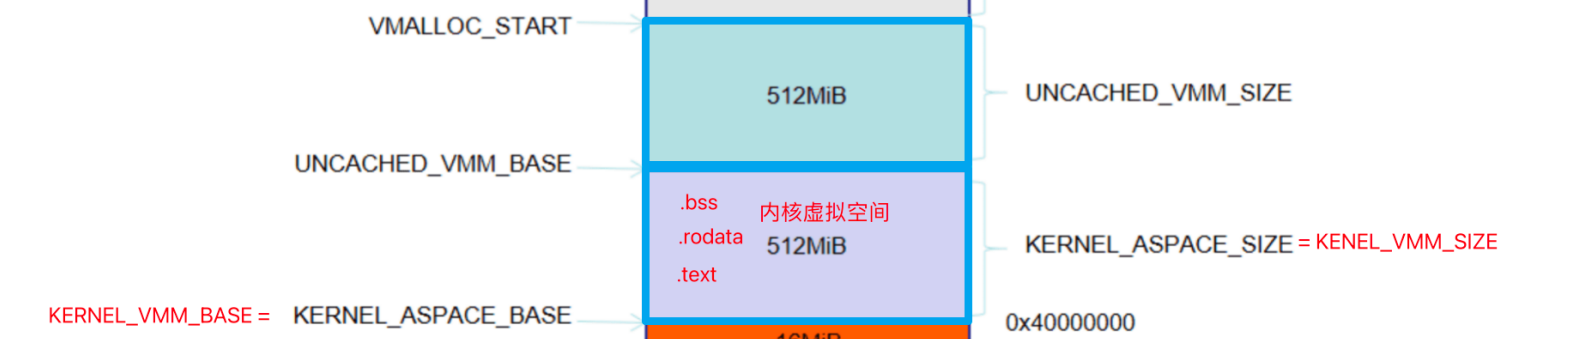 VMALLOC_START
512MiB
UNCACHED_VMM_SIZE
UNCACHED_VMM_BASE
.bss
内核虚拟空间
.rodata
512MiB
KERNEL_ASPACE_SIZE = KENEL_VMM_SIZE
.text
KERNEL_VMM_BASE = KERNEL_ASPACE_BASE
0x40000000
16MiB